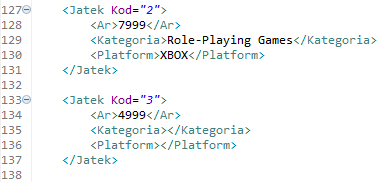 127 <Jatek Kod="2">
128 <Ar>7999</Ar>
129 <Kategoria>Role-Playing Games</Kategoria>
130 <Platform>XBOX</Platform>
131 </Jatek>
132
133 <Jatek Kod="3">
134 <Ar>4999</Ar>
135 <Kategoria></Kategoria>
136 <Platform></Platform>
137 </Jatek>
138